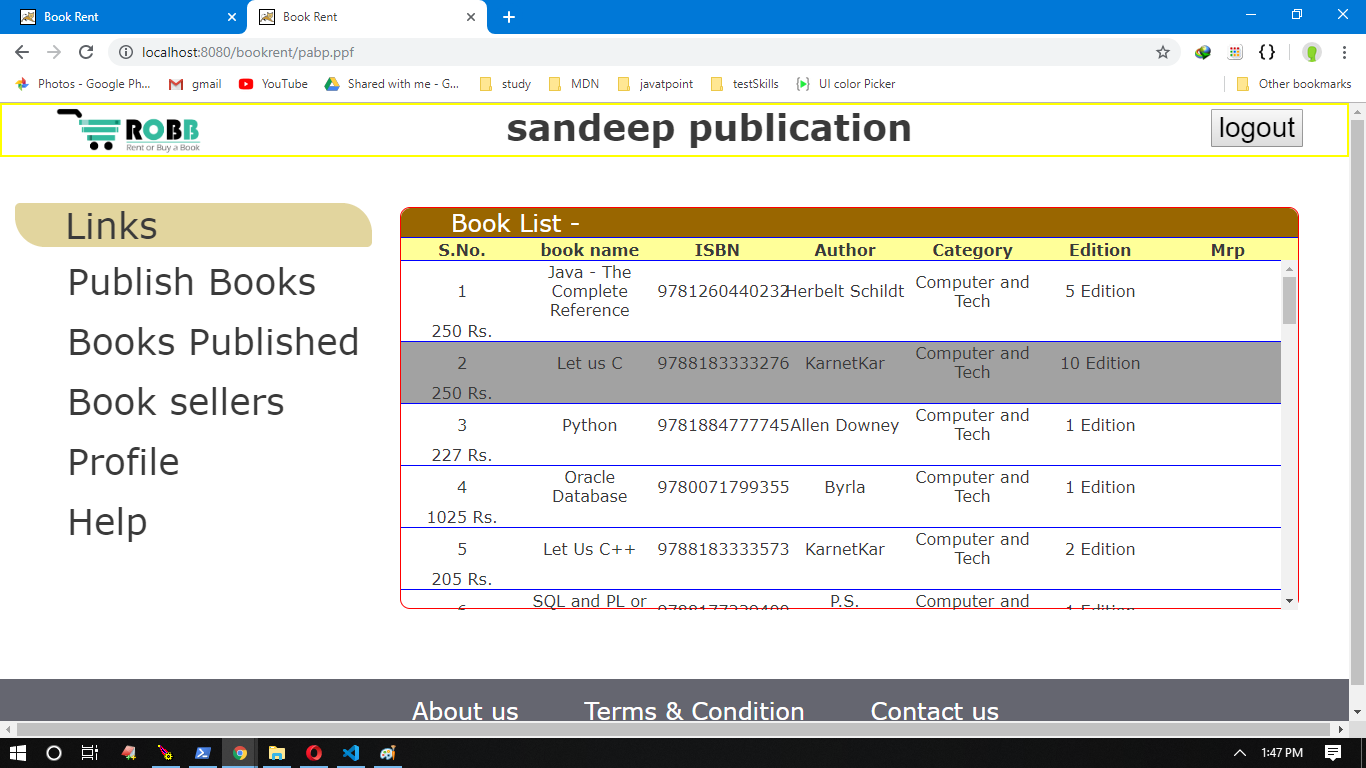 Book Rent
Book Rent
localhost:8080/bookrent/pabp.ppf
Photos - Google Ph... gmail YouTube Shared with me - G... study MDN javatpoint testSkills UI color Picker Other bookmarks
ROBB
Rent or Buy a Book
sandeep publication
logout
Links
Publish Books
Books Published
Book sellers
Profile
Help
Book List -
S.No. book name ISBN Author Category Edition Mrp
1 Java - The Complete Reference 9781260440232 Herbelt Schildt Computer and Tech 5 Edition
250 Rs.
2 Let us C 9788183333276 KarnetKar Computer and Tech 10 Edition
250 Rs.
3 Python 9781884777745 Allen Downey Computer and Tech 1 Edition
227 Rs.
4 Oracle Database 9780071799355 Byrla Computer and Tech 1 Edition
1025 Rs.
5 Let Us C++ 9788183333573 KarnetKar Computer and Tech 2 Edition
205 Rs.
SQL and PL or P.S. Computer and
About us Terms & Condition Contact us
1:47 PM